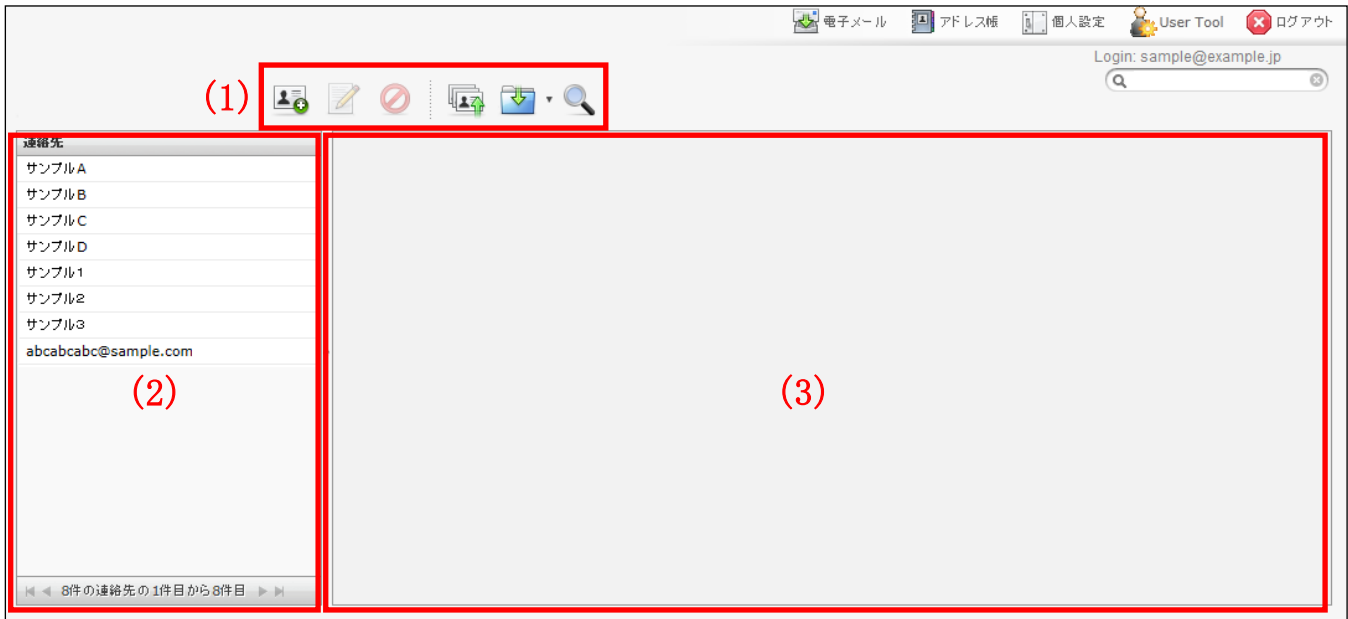 電子メール アドレス帳 個人設定 User Tool ログアウト
Login: sample@example.jp
(1)
連絡先
サンプルA
サンプルB
サンプルC
サンプルD
サンプル1
サンプル2
サンプル3
abcabcabc@sample.com
(2) (3)
8件の連絡先の1件目から8件目